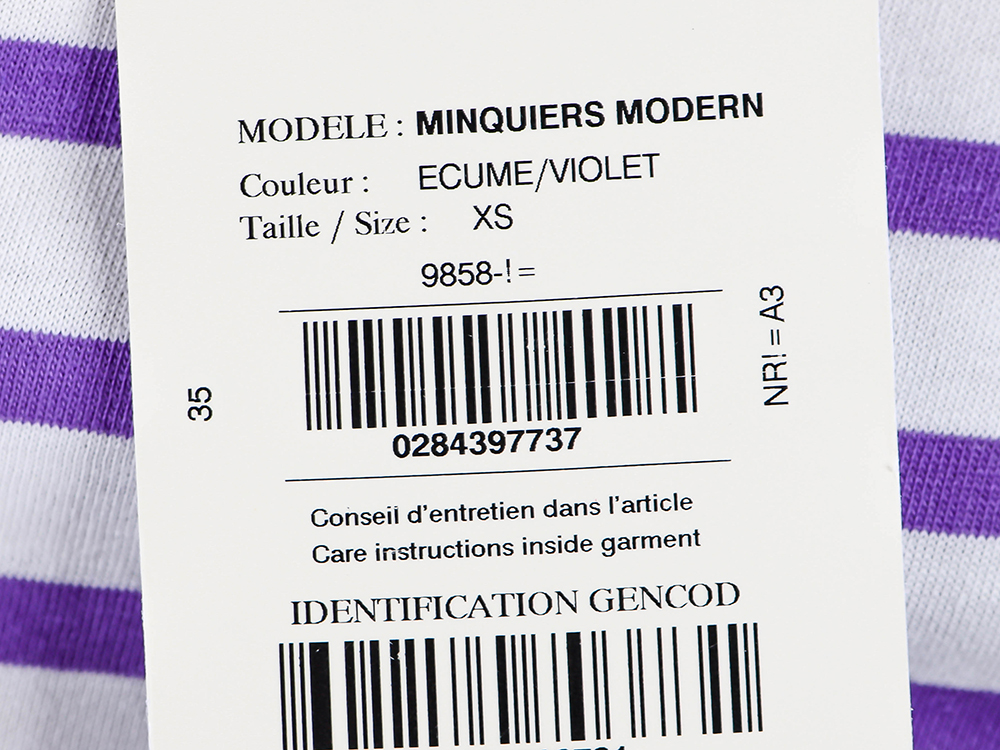 MODELE : MINQUIERS MODERN
Couleur : ECUME/VIOLET
Taille / Size : XS
9858-!=
35
NR!=A3
0284397737
Conseil d'entretien dans l'article
Care instructions inside garment
IDENTIFICATION GENCOD